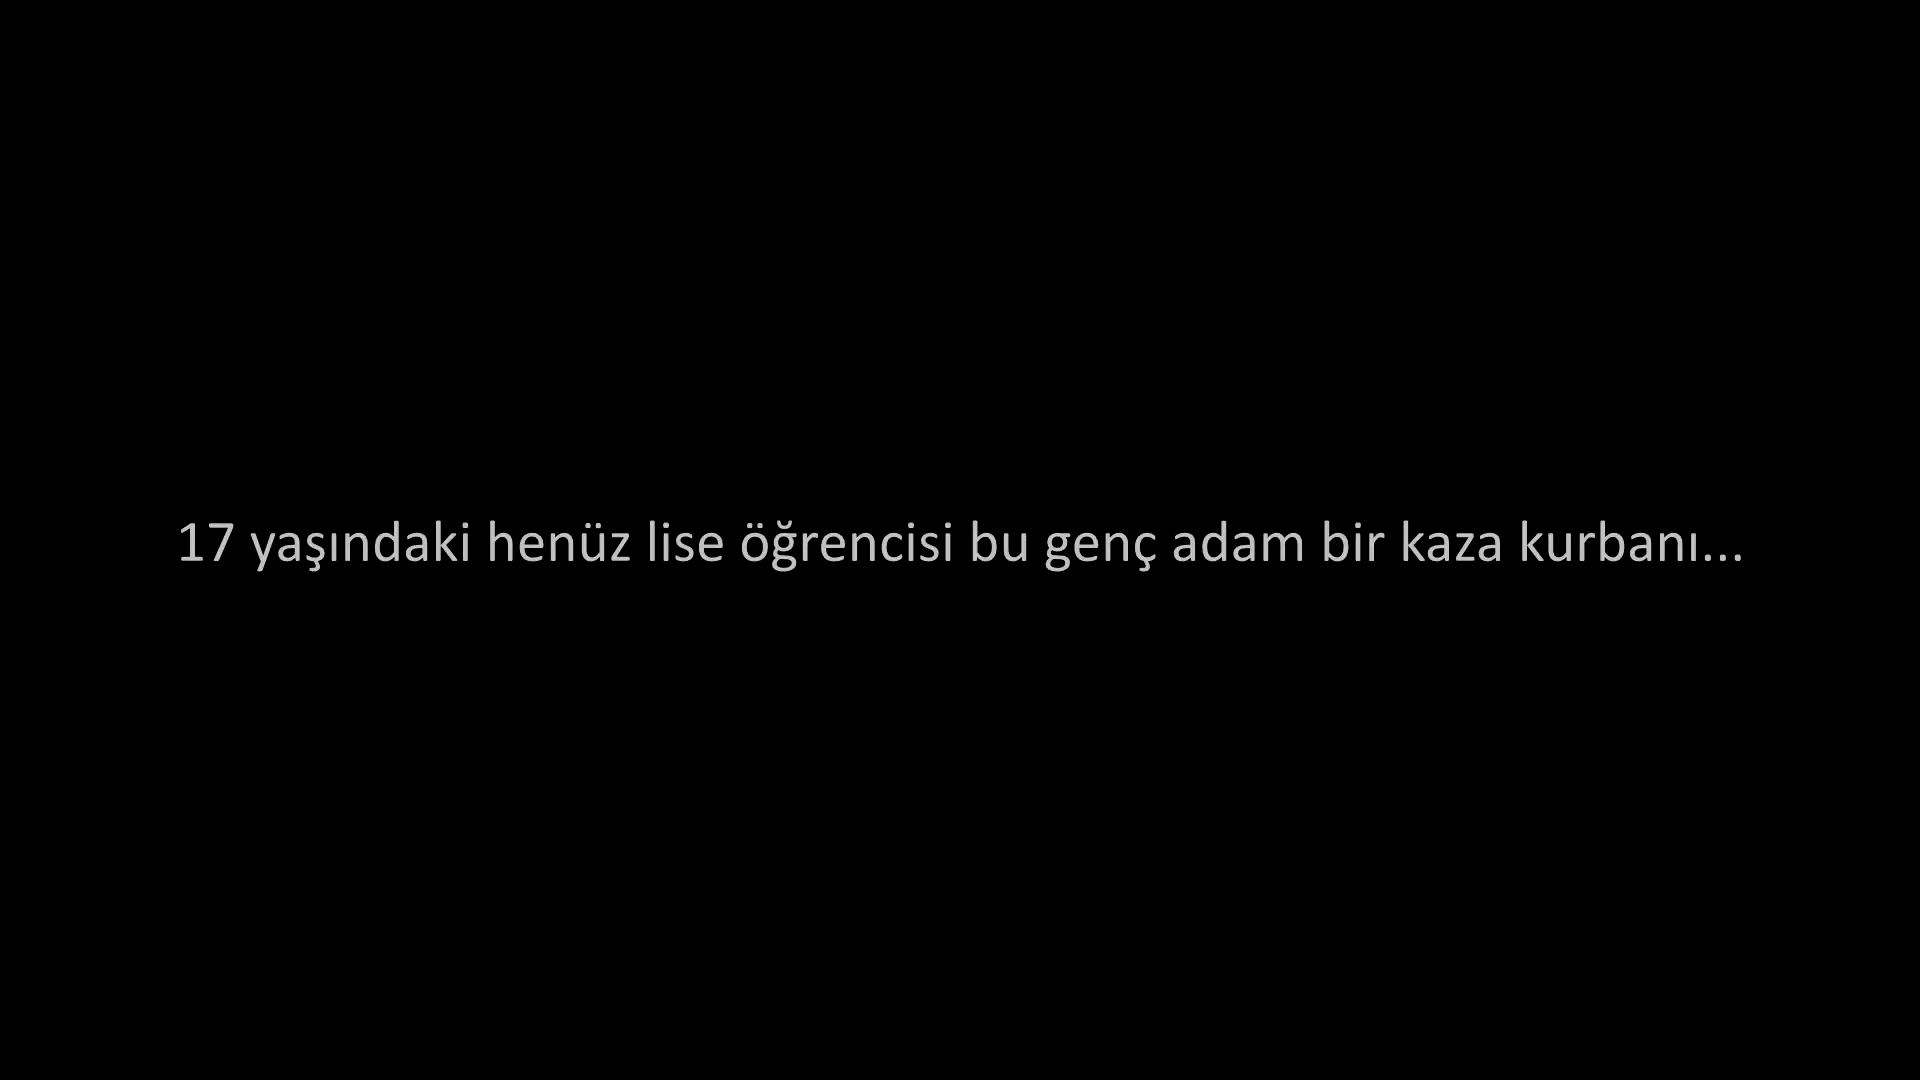 17 yaşındaki henüz lise öğrencisi bu genç adam bir kaza kurbanı...